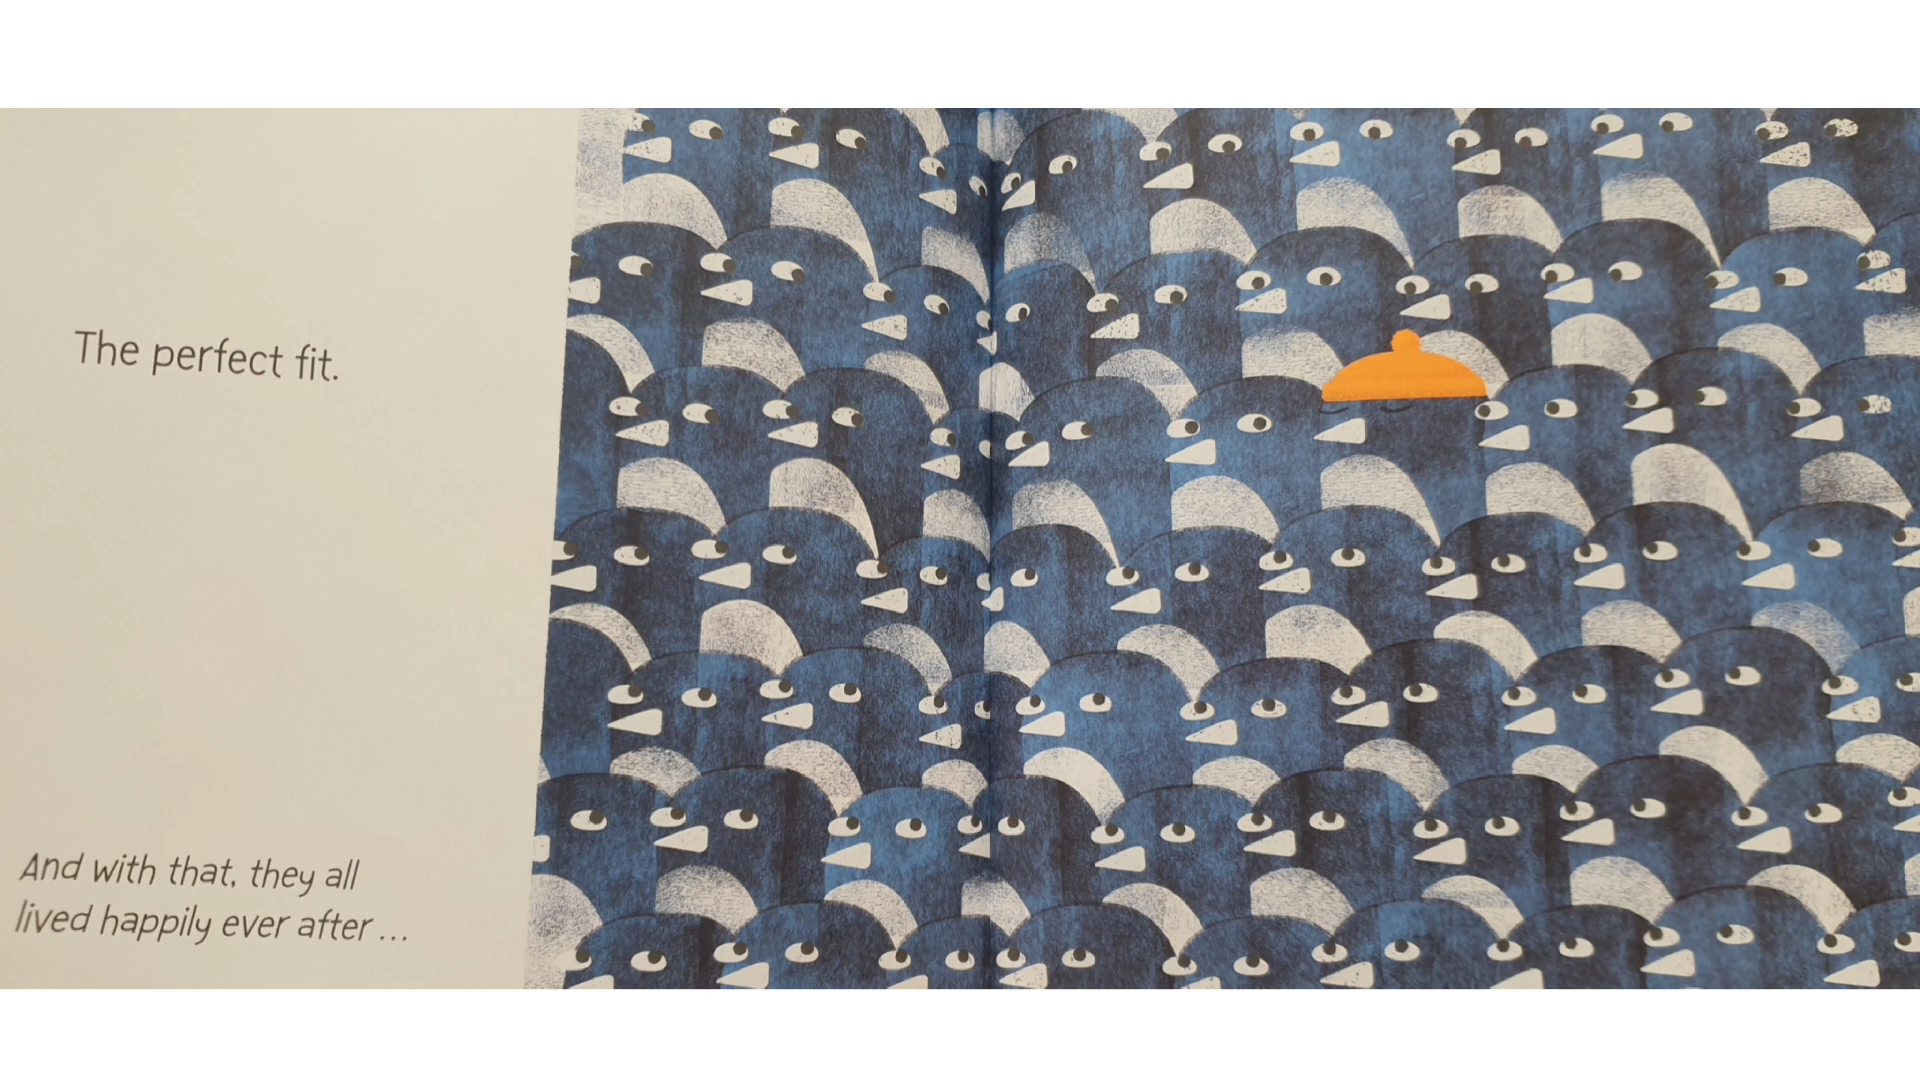 The perfect fit.
And with that, they all
lived happily ever after ...